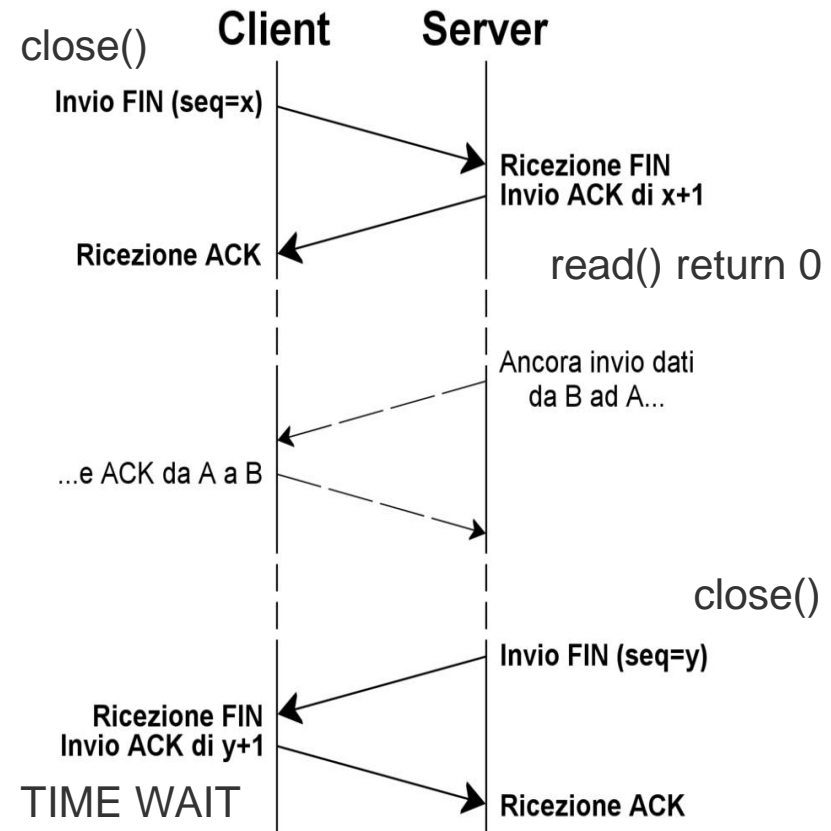 close()
Client
Server
Invio FIN (seq=x)
Ricezione FIN
Invio ACK di x+1
Ricezione ACK
read() return 0
Ancora invio dati
da B ad A...
...e ACK da A a B
close()
Invio FIN (seq=y)
Ricezione FIN
Invio ACK di y+1
TIME WAIT
Ricezione ACK